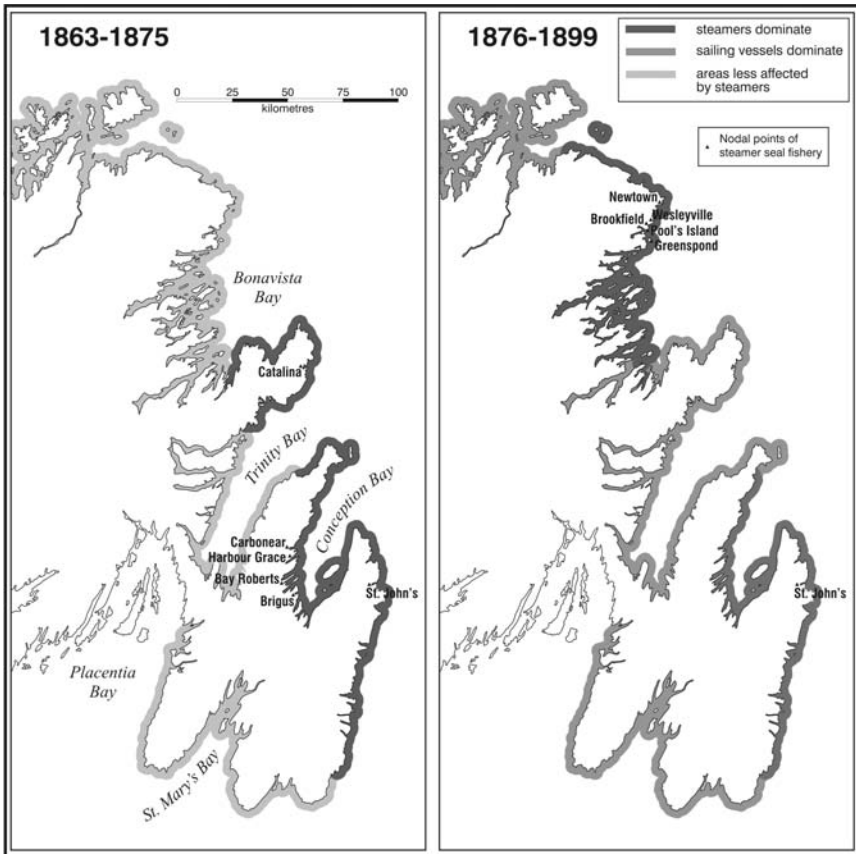 1863-1875
0 25 50 75 100
kilometres
Bonavista
Bay
Catalina
Trinity Bay
Conception Bay
Carbonear
Harbour Grace
Bay Roberts
Brigus
St. John's
Placentia
Bay
St. Mary's Bay
1876-1899
steamers dominate
sailing vessels dominate
areas less affected
by steamers
Nodal points of
steamer seal fishery
Newtown
Wesleyville
Brookfield
Pool's Island
Greenspond
St. John's